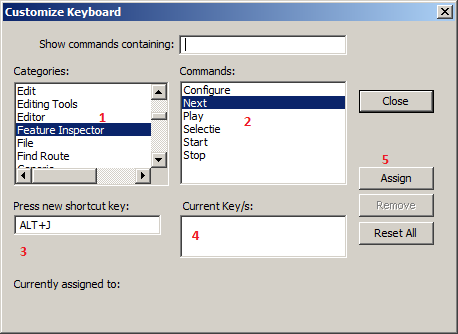 Customize Keyboard
Show commands containing:
Categories:
Commands:
Edit
Editing Tools
Editor
Feature Inspector
File
Find Route
1
Configure
Next
Play
Selectie
Start
Stop
2
Close
5
Assign
Remove
Reset All
Press new shortcut key:
ALT+J
3
Current Key/s:
4
Currently assigned to: